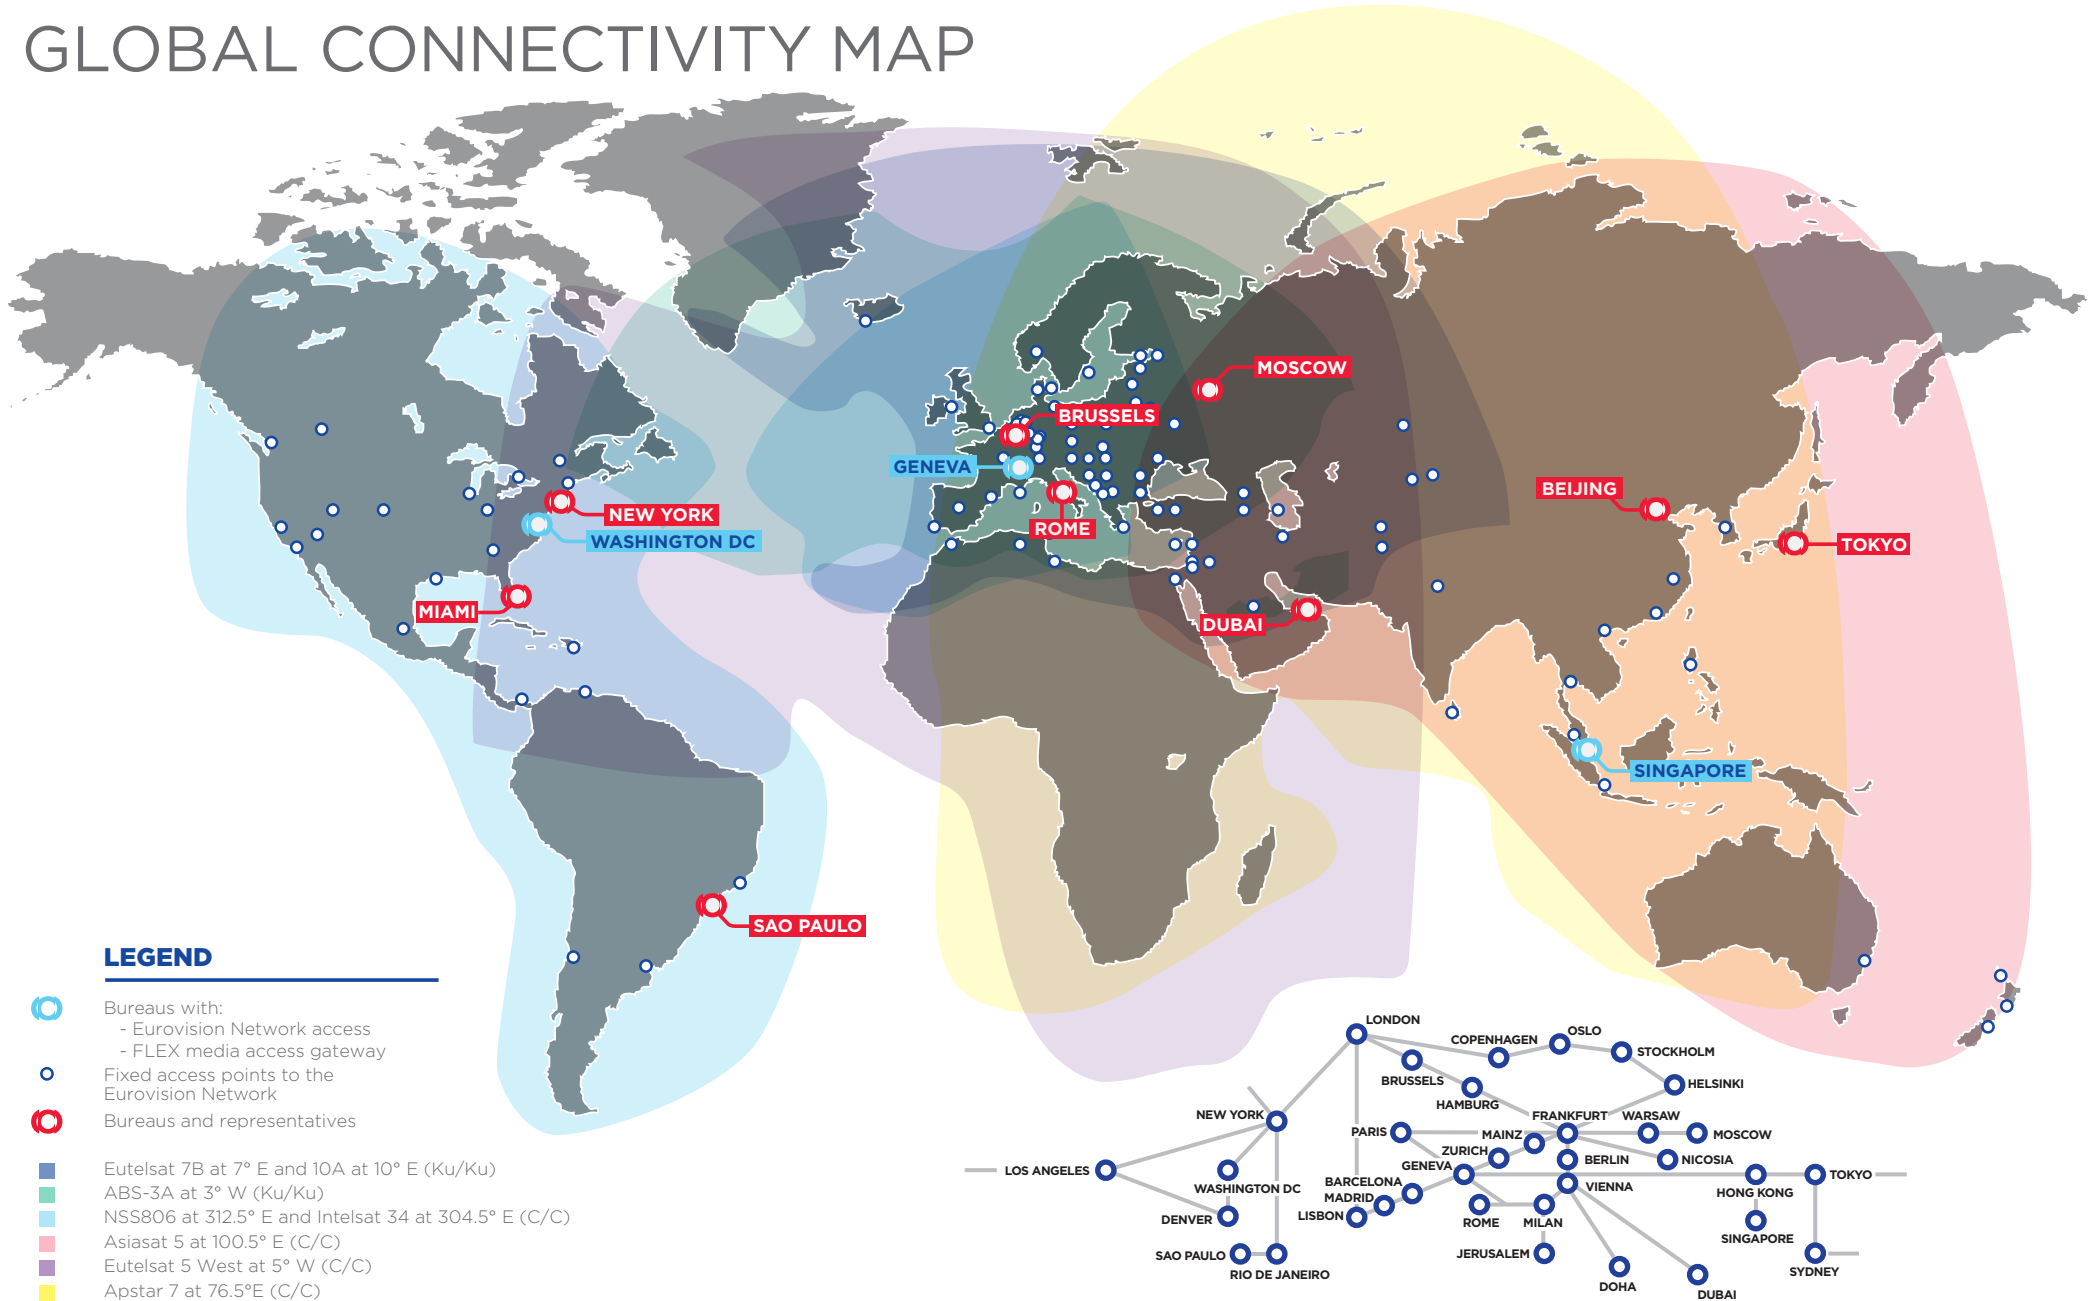 GLOBAL CONNECTIVITY MAP
MOSCOW
BRUSSELS
GENEVA
BEIJING
NEW YORK
ROME
WASHINGTON DC
TOKYO
MIAMI
DUBAI
SINGAPORE
SAO PAULO
LEGEND
Bureaus with:
- Eurovision Network access
- FLEX media access gateway
Fixed access points to the
Eurovision Network
Bureaus and representatives
Eutelsat 7B at 7° E and 10A at 10° E (Ku/Ku)
ABS-3A at 3° W (Ku/Ku)
NSS806 at 312.5° E and Intelsat 34 at 304.5° E (C/C)
Asiasat 5 at 100.5° E (C/C)
Eutelsat 5 West at 5° W (C/C)
Apstar 7 at 76.5°E (C/C)
LONDON
COPENHAGEN
OSLO
STOCKHOLM
BRUSSELS
HELSINKI
HAMBURG
NEW YORK
FRANKFURT
WARSAW
PARIS
MAINZ
MOSCOW
ZURICH
LOS ANGELES
GENEVA
BERLIN
NICOSIA
TOKYO
WASHINGTON DC
BARCELONA
VIENNA
HONG KONG
MADRID
DENVER
LISBON
ROME
MILAN
SINGAPORE
SAO PAULO
JERUSALEM
RIO DE JANEIRO
SYDNEY
DOHA
DUBAI